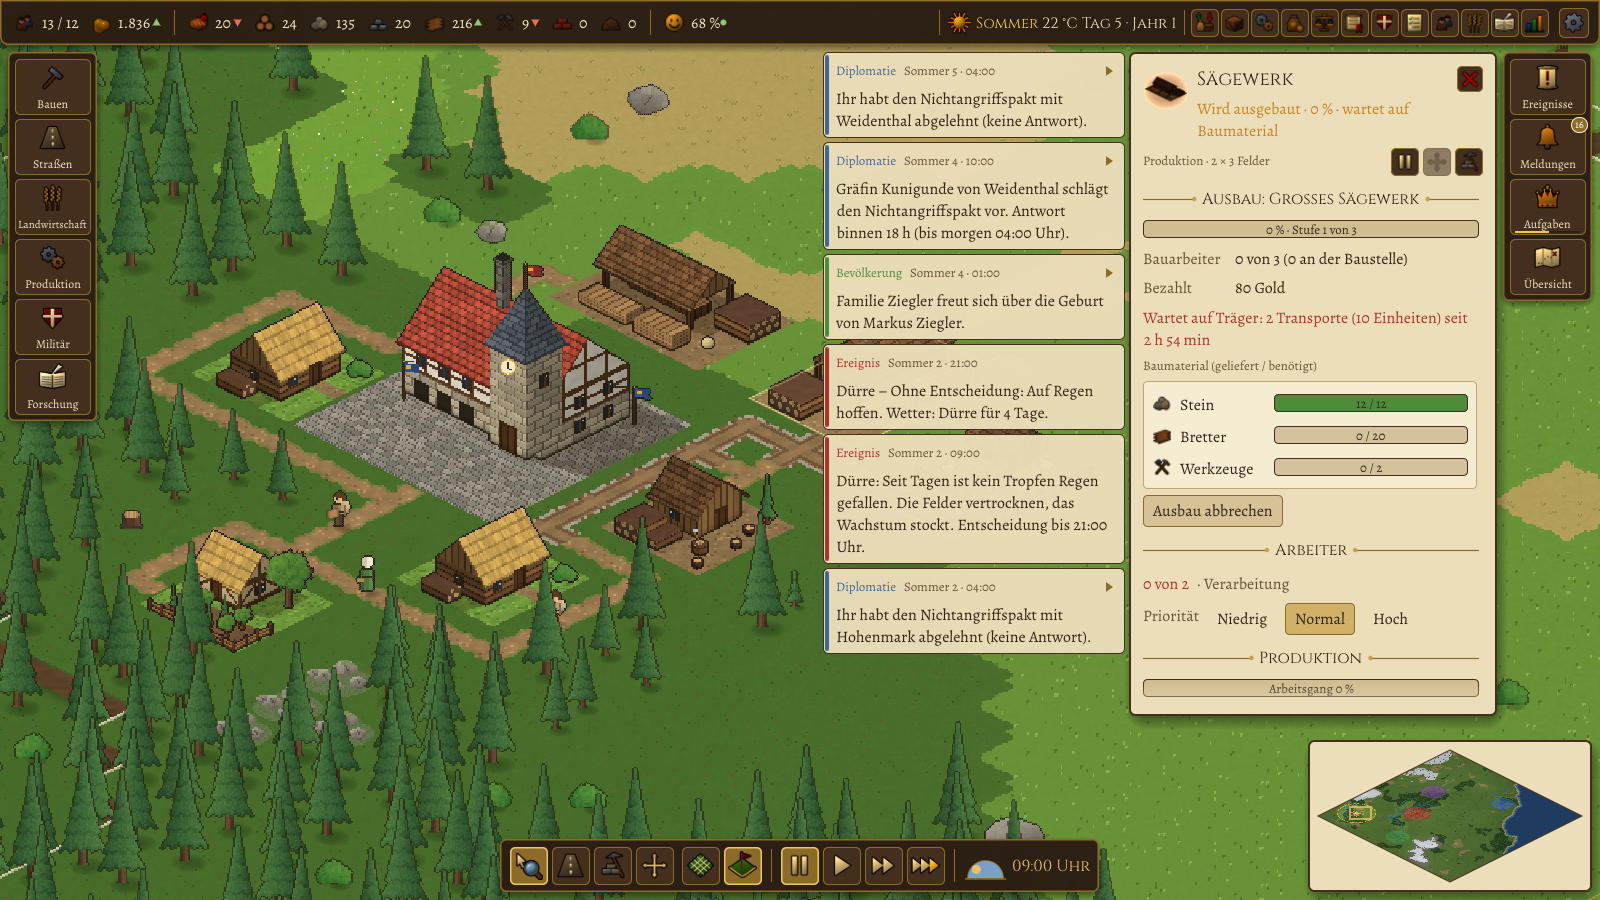 13 / 12 1.836 20 24 135 20 216 9 0 0 68 % Sommer 22 °C Tag 5 · Jahr 1
Bauen
Straßen
Landwirtschaft
Produktion
Militär
Forschung
Diplomatie Sommer 5 · 04:00
Ihr habt den Nichtangriffspakt mit
Weidenthal abgelehnt (keine Antwort).
Diplomatie Sommer 4 · 10:00
Gräfin Kunigunde von Weidenthal schlägt
den Nichtangriffspakt vor. Antwort
binnen 18 h (bis morgen 04:00 Uhr).
Bevölkerung Sommer 4 · 01:00
Familie Ziegler freut sich über die Geburt
von Markus Ziegler.
Ereignis Sommer 2 · 21:00
Dürre – Ohne Entscheidung: Auf Regen
hoffen. Wetter: Dürre für 4 Tage.
Ereignis Sommer 2 · 09:00
Dürre: Seit Tagen ist kein Tropfen Regen
gefallen. Die Felder vertrocknen, das
Wachstum stockt. Entscheidung bis 21:00
Uhr.
Diplomatie Sommer 2 · 04:00
Ihr habt den Nichtangriffspakt mit
Hohenmark abgelehnt (keine Antwort).
Sägewerk
Wird ausgebaut · 0 % · wartet auf
Baumaterial
Produktion · 2 × 3 Felder
Ausbau: Grosses Sägewerk
0 % · Stufe 1 von 3
Bauarbeiter 0 von 3 (0 an der Baustelle)
Bezahlt 80 Gold
Wartet auf Träger: 2 Transporte (10 Einheiten) seit
2 h 54 min
Baumaterial (geliefert / benötigt)
Stein 12 / 12
Bretter 0 / 20
Werkzeuge 0 / 2
Ausbau abbrechen
Arbeiter
0 von 2 · Verarbeitung
Priorität Niedrig Normal Hoch
Produktion
Arbeitsgang 0 %
Ereignisse
16
Meldungen
Aufgaben
Übersicht
09:00 Uhr